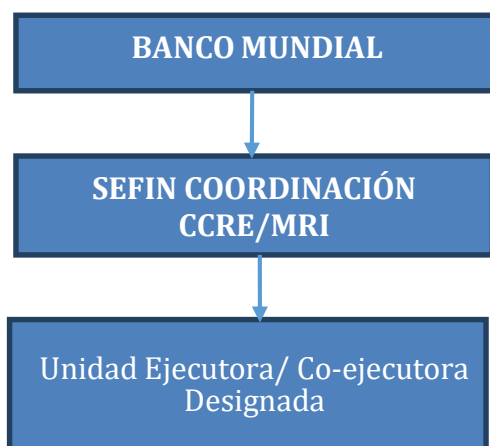 BANCO MUNDIAL
SEFIN COORDINACIÓN
CCRE/MRI
Unidad Ejecutora/ Co-ejecutora
Designada